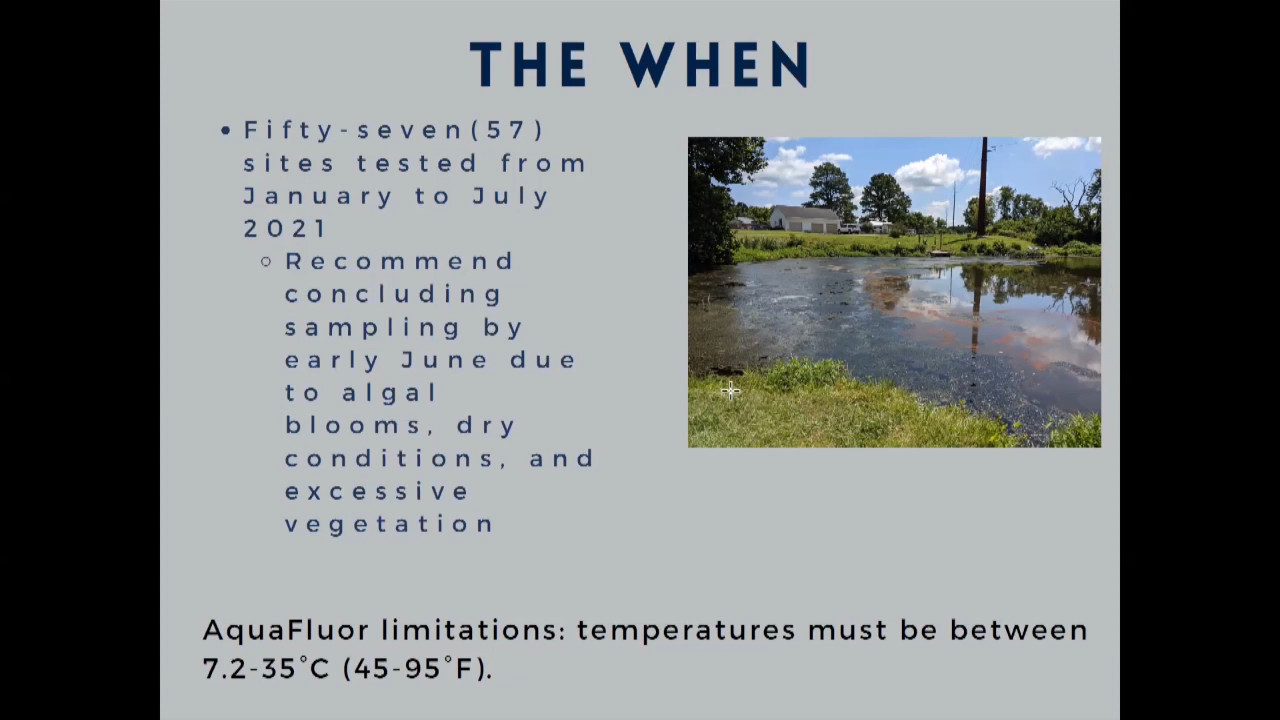 THE WHEN
Fifty-seven(57)
sites tested from
January to July
2021
Recommend
concluding
sampling by
early June due
to algal
blooms, dry
conditions, and
excessive
vegetation
AquaFluor limitations: temperatures must be between
7.2-35°C (45-95°F).